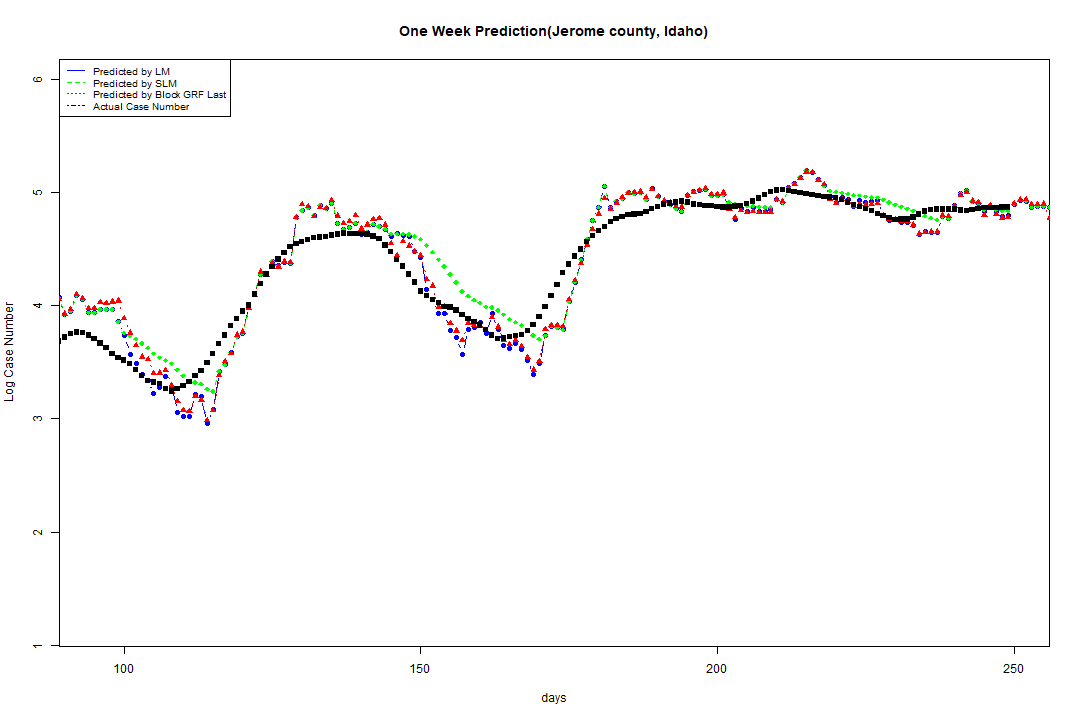 One Week Prediction(Jerome county, Idaho)
Predicted by LM
Predicted by SLM
Predicted by Block GRF Last
Actual Case Number
6
5
4
3
2
1
Log Case Number
100 150 200 250
days